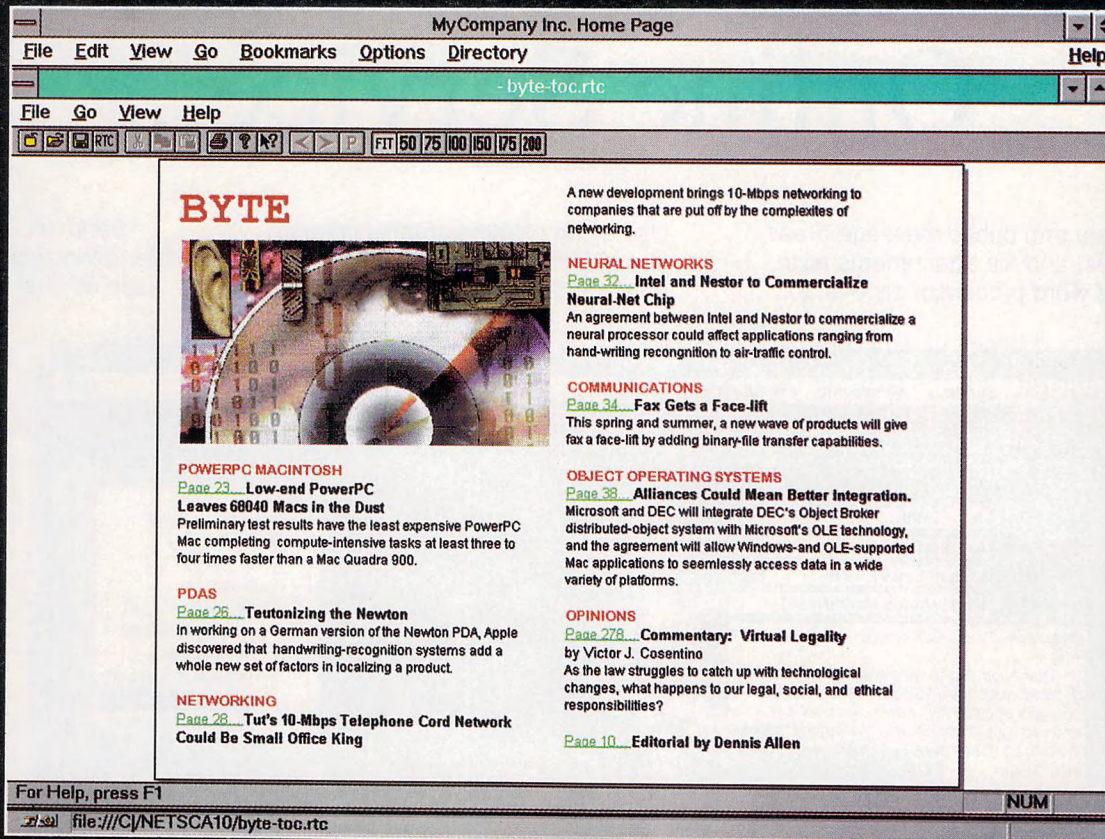 MyCompany Inc. Home Page
File Edit View Go Bookmarks Options Directory Help
- byte-toc.rtc
File Go View Help
RTC P FIT 50 75 100 150 175 200
BYTE
POWERPC MACINTOSH
Page 23....Low-end PowerPC
Leaves 68040 Macs in the Dust
Preliminary test results have the least expensive PowerPC
Mac completing compute-intensive tasks at least three to
four times faster than a Mac Quadra 900.
PDAS
Page 26....Teutonizing the Newton
In working on a German version of the Newton PDA, Apple
discovered that handwriting-recognition systems add a
whole new set of factors in localizing a product.
NETWORKING
Page 28....Tut's 10-Mbps Telephone Cord Network
Could Be Small Office King
A new development brings 10-Mbps networking to
companies that are put off by the complexites of
networking.
NEURAL NETWORKS
Page 32....Intel and Nestor to Commercialize
Neural-Net Chip
An agreement between Intel and Nestor to commercialize a
neural processor could affect applications ranging from
hand-writing recongnition to air-traffic control.
COMMUNICATIONS
Page 34....Fax Gets a Face-lift
This spring and summer, a new wave of products will give
fax a face-lift by adding binary-file transfer capabilities.
OBJECT OPERATING SYSTEMS
Page 38....Alliances Could Mean Better Integration.
Microsoft and DEC will integrate DEC's Object Broker
distributed-object system with Microsoft's OLE technology,
and the agreement will allow Windows-and OLE-supported
Mac applications to seemlessly access data in a wide
variety of platforms.
OPINIONS
Page 278....Commentary: Virtual Legality
by Victor J. Cosentino
As the law struggles to catch up with technological
changes, what happens to our legal, social, and ethical
responsibilities?
Page 10....Editorial by Dennis Allen
For Help, press F1
NUM
file:///C|/NETSCA10/byte-toc.rtc